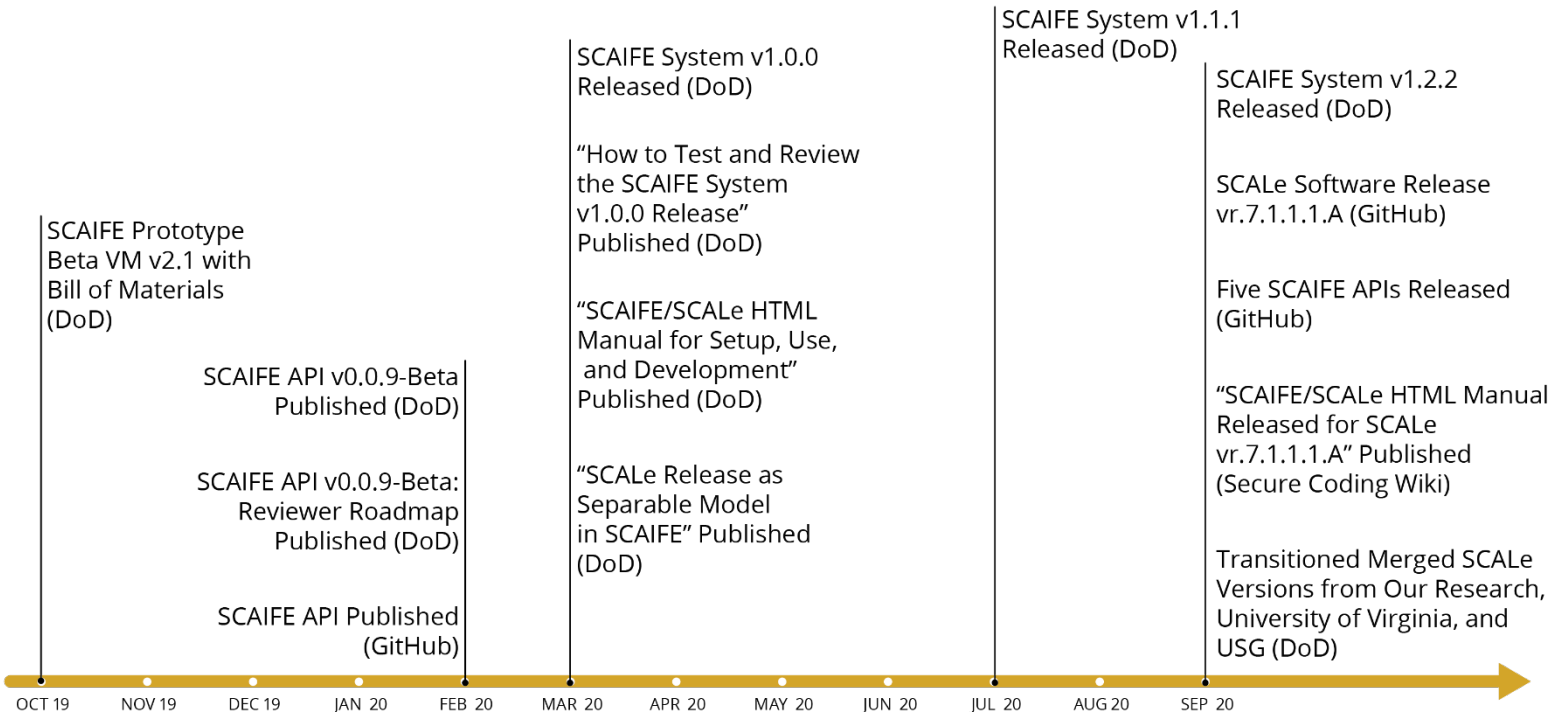 SCAIFE Prototype
Beta VM v2.1 with
Bill of Materials
(DoD)
SCAIFE API v0.0.9-Beta
Published (DoD)
SCAIFE API v0.0.9-Beta:
Reviewer Roadmap
Published (DoD)
SCAIFE API Published
(GitHub)
SCAIFE System v1.0.0
Released (DoD)
“How to Test and Review
the SCAIFE System
v1.0.0 Release”
Published (DoD)
“SCAIFE/SCALe HTML
Manual for Setup, Use,
and Development”
Published (DoD)
“SCALe Release as
Separable Model
in SCAIFE” Published
(DoD)
SCAIFE System v1.1.1
Released (DoD)
SCAIFE System v1.2.2
Released (DoD)
SCALe Software Release
vr.7.1.1.1.A (GitHub)
Five SCAIFE APIs Released
(GitHub)
“SCAIFE/SCALe HTML Manual
Released for SCALe
vr.7.1.1.1.A” Published
(Secure Coding Wiki)
Transitioned Merged SCALe
Versions from Our Research,
University of Virginia, and
USG (DoD)
OCT 19 NOV 19 DEC 19 JAN 20 FEB 20 MAR 20 APR 20 MAY 20 JUN 20 JUL 20 AUG 20 SEP 20